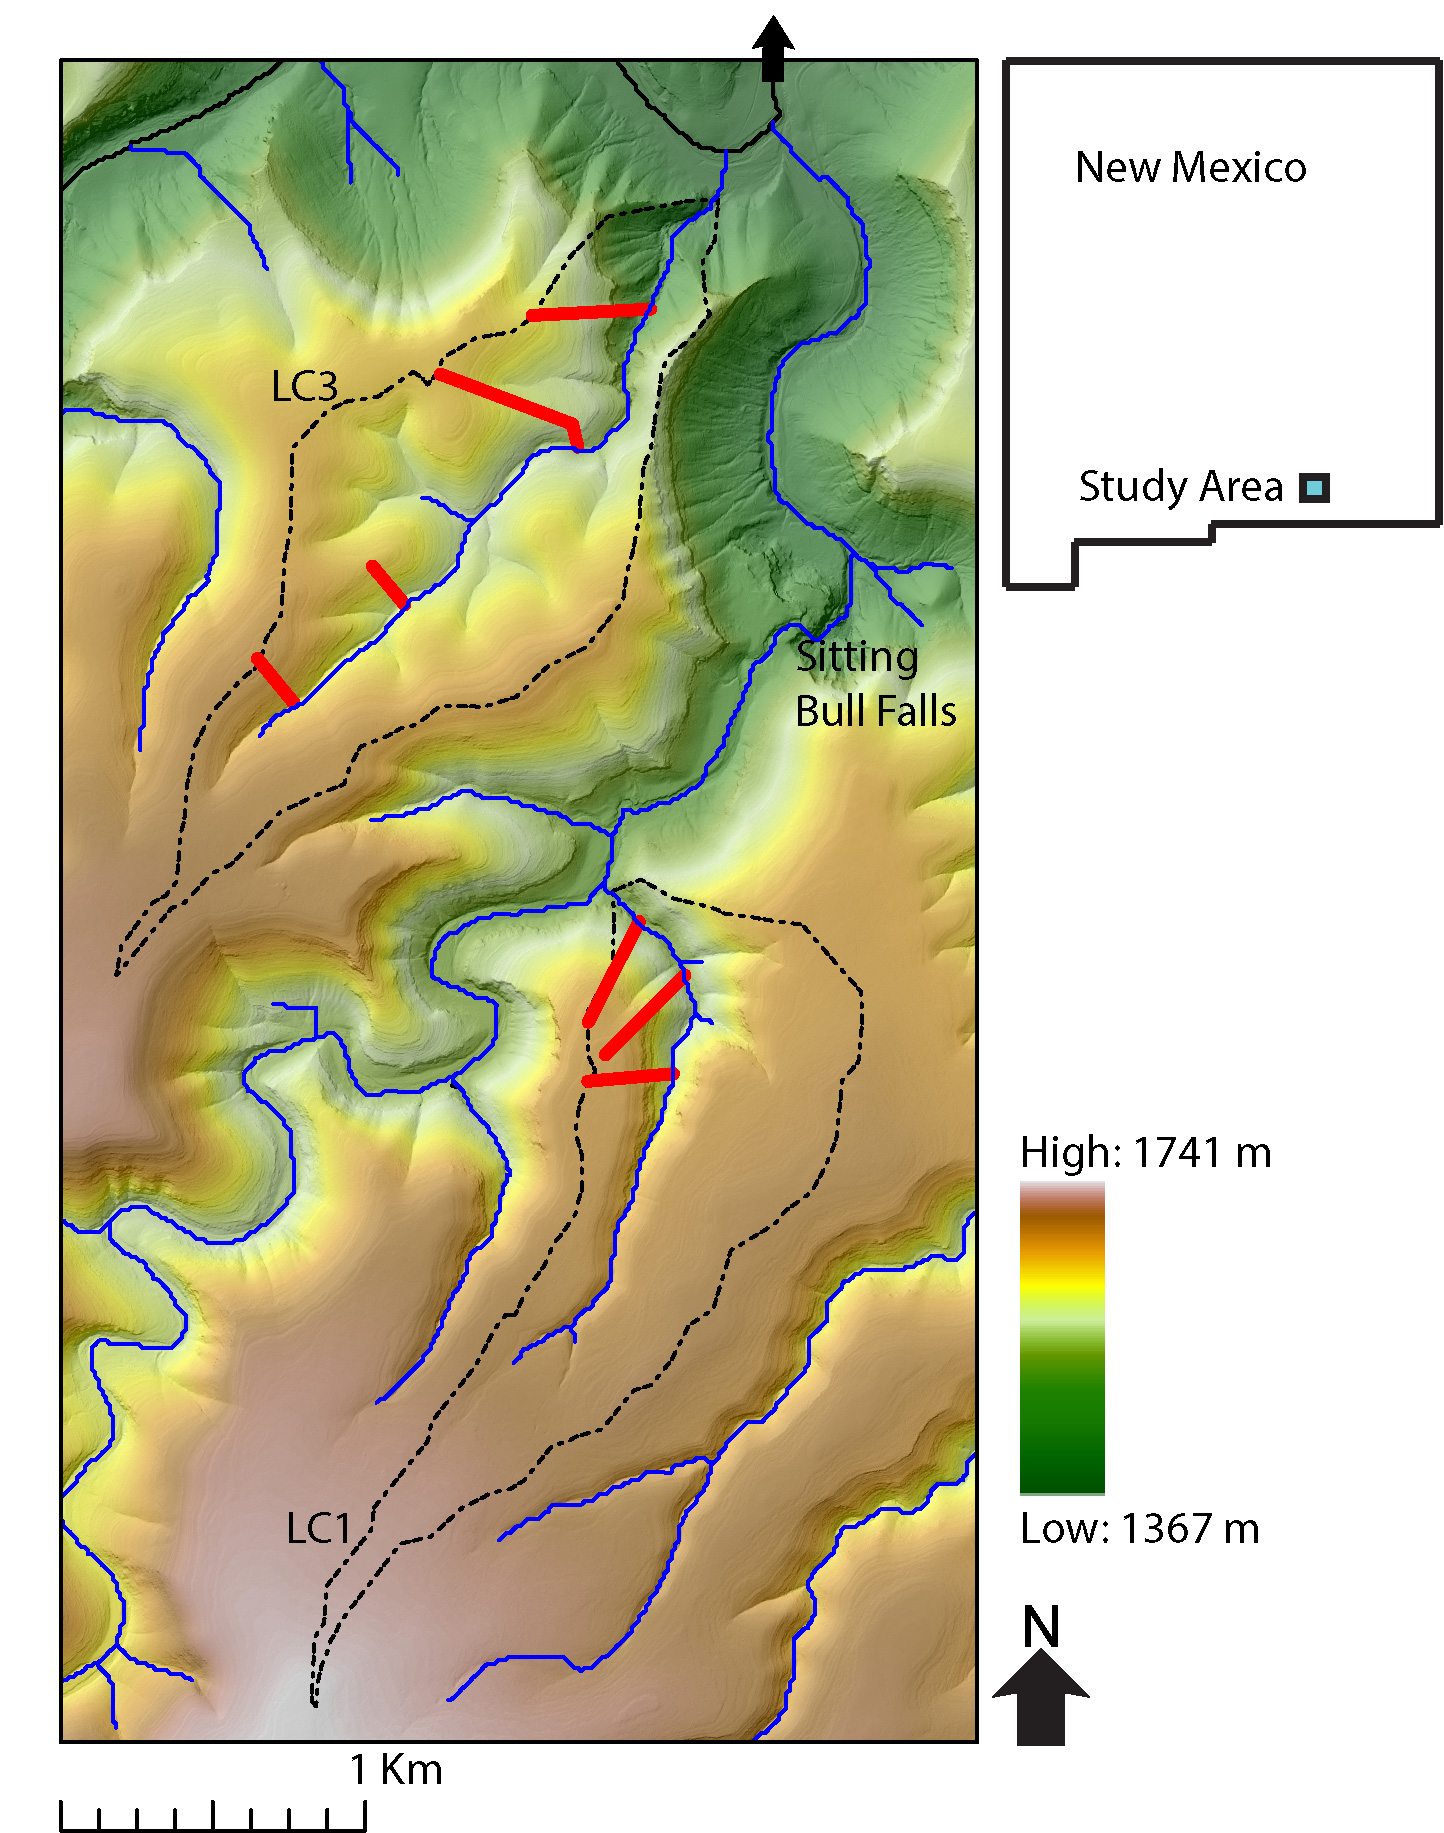 New Mexico
LC3
Study Area
Sitting
Bull Falls
High: 1741 m
LC1
Low: 1367 m
N
1 Km